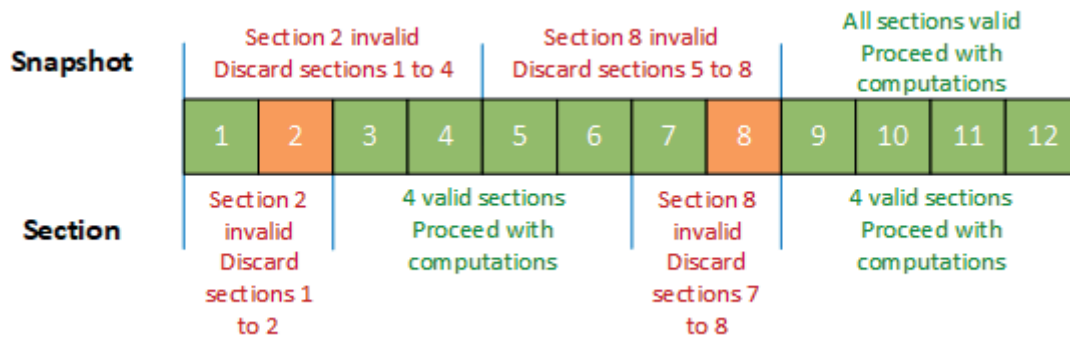 Snapshot
Section 2 invalid
Discard sections 1 to 4
Section 8 invalid
Discard sections 5 to 8
All sections valid
Proceed with
computations
1 2 3 4 5 6 7 8 9 10 11 12
Section
Section 2
invalid
Discard
sections 1
to 2
4 valid sections
Proceed with
computations
Section 8
invalid
Discard
sections 7
to 8
4 valid sections
Proceed with
computations